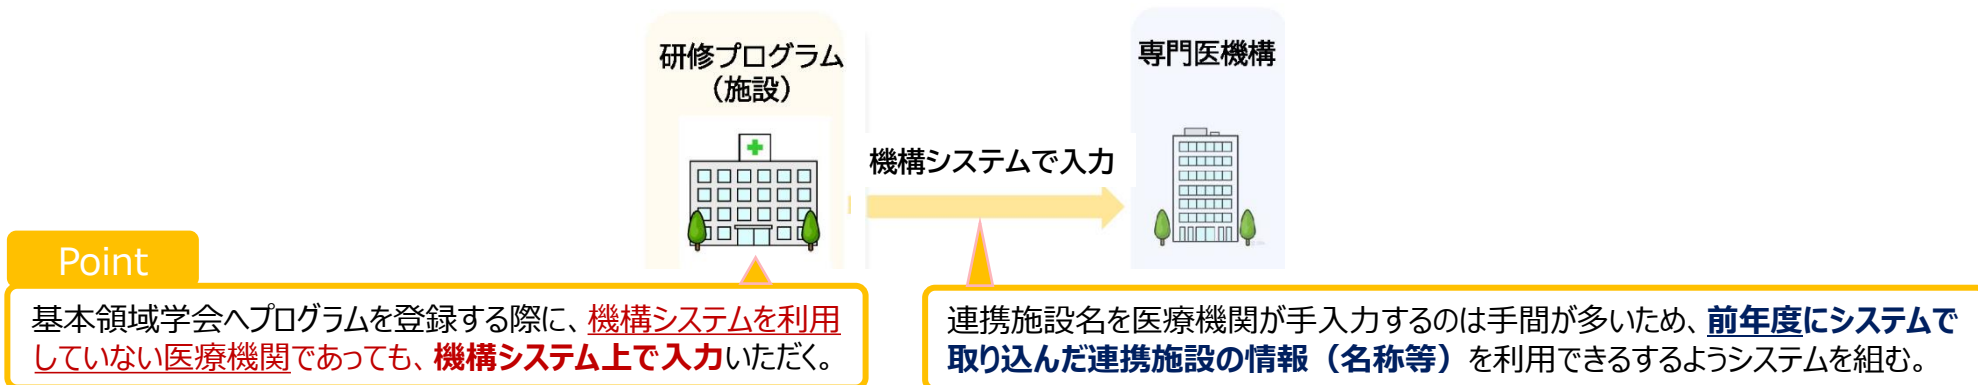 研修プログラム
（施設）
専門医機構
機構システムで入力
Point
基本領域学会へプログラムを登録する際に、機構システムを利用
していない医療機関であっても、機構システム上で入力いただく。
連携施設名を医療機関が手入力するのは手間が多いため、前年度にシステムで
取り込んだ連携施設の情報（名称等）を利用できるするようシステムを組む。